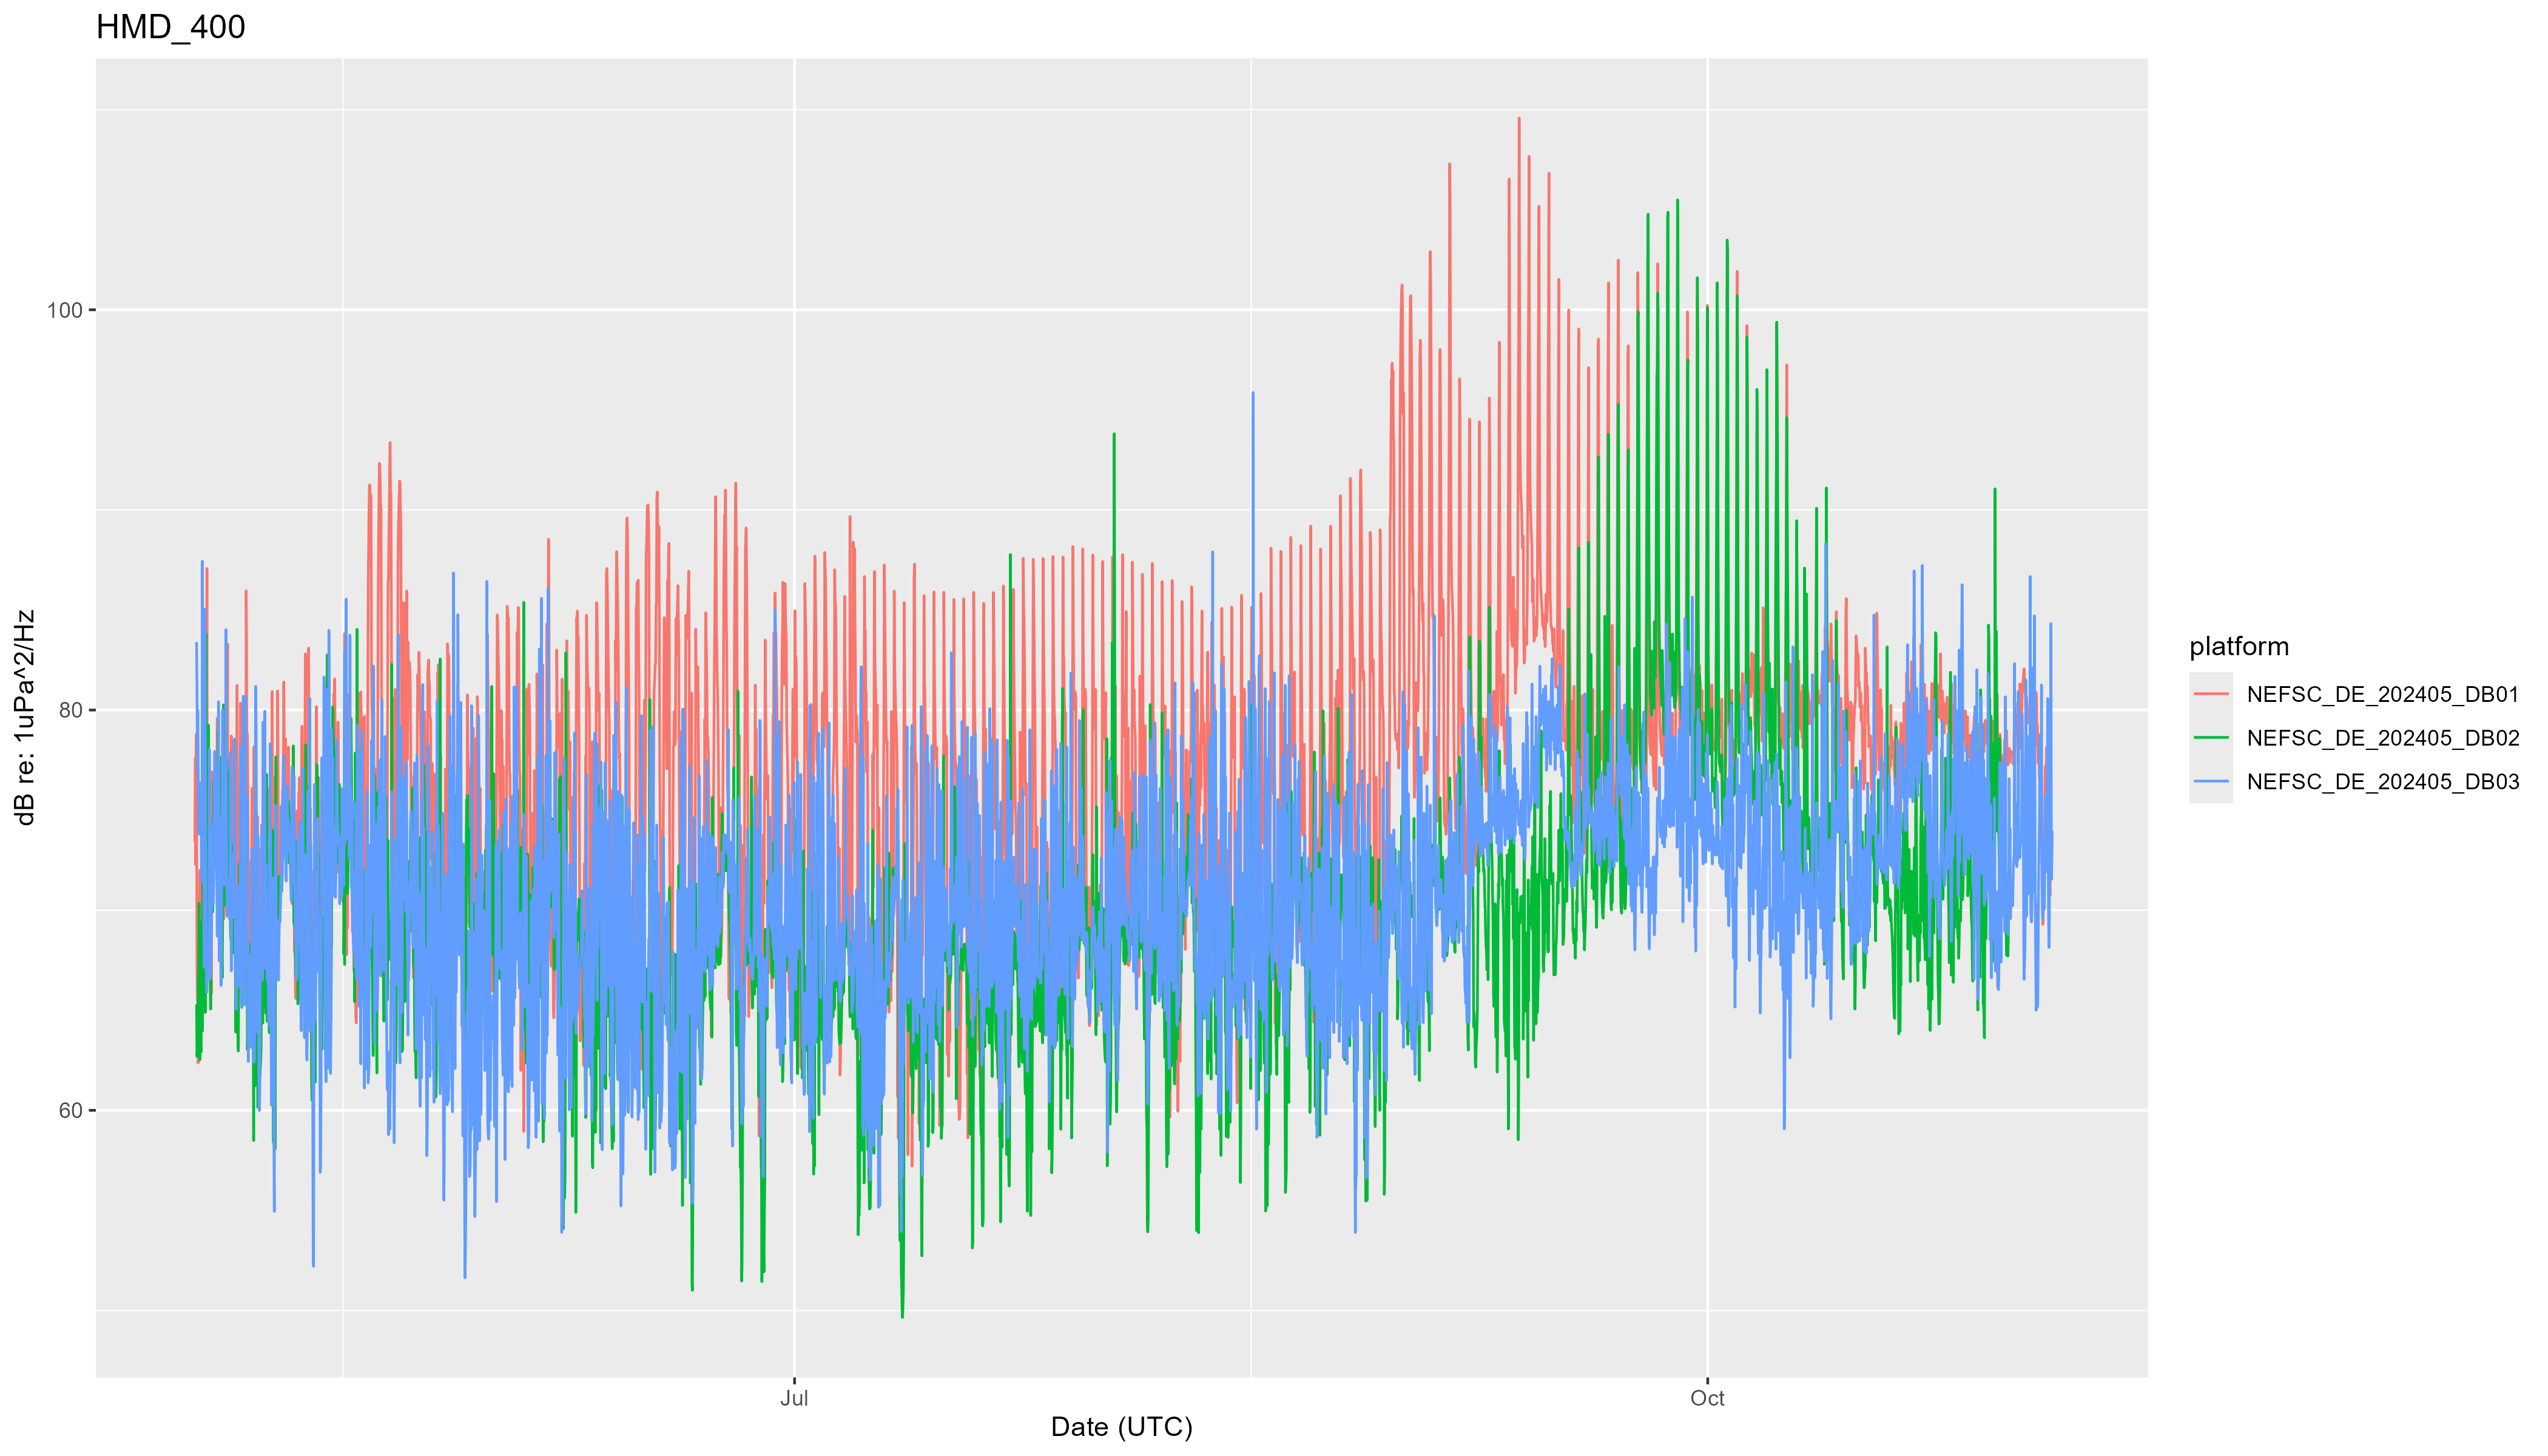 HMD_400
dB re: 1uPa^2/Hz
100
80
60
Jul
Oct
Date (UTC)
platform
NEFSC_DE_202405_DB01
NEFSC_DE_202405_DB02
NEFSC_DE_202405_DB03